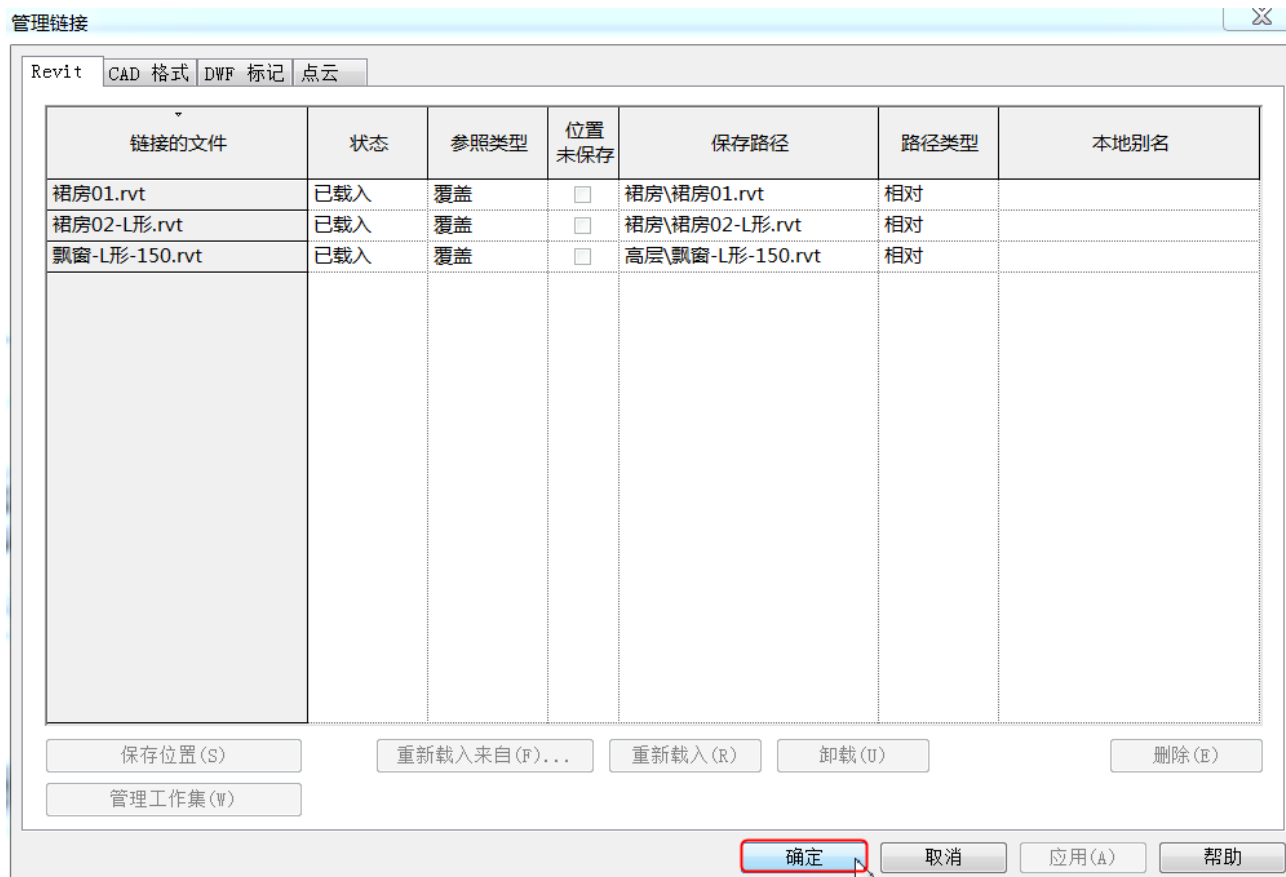 管理链接
Revit CAD 格式 DWF 标记 点云
链接的文件 状态 参照类型 位置未保存 保存路径 路径类型 本地别名
裙房01.rvt 已载入 覆盖 裙房\裙房01.rvt 相对
裙房02-L形.rvt 已载入 覆盖 裙房\裙房02-L形.rvt 相对
飘窗-L形-150.rvt 已载入 覆盖 高层\飘窗-L形-150.rvt 相对
保存位置(S) 重新载入来自(F)... 重新载入(R) 卸载(U) 删除(E)
管理工作集(W)
确定 取消 应用(A) 帮助